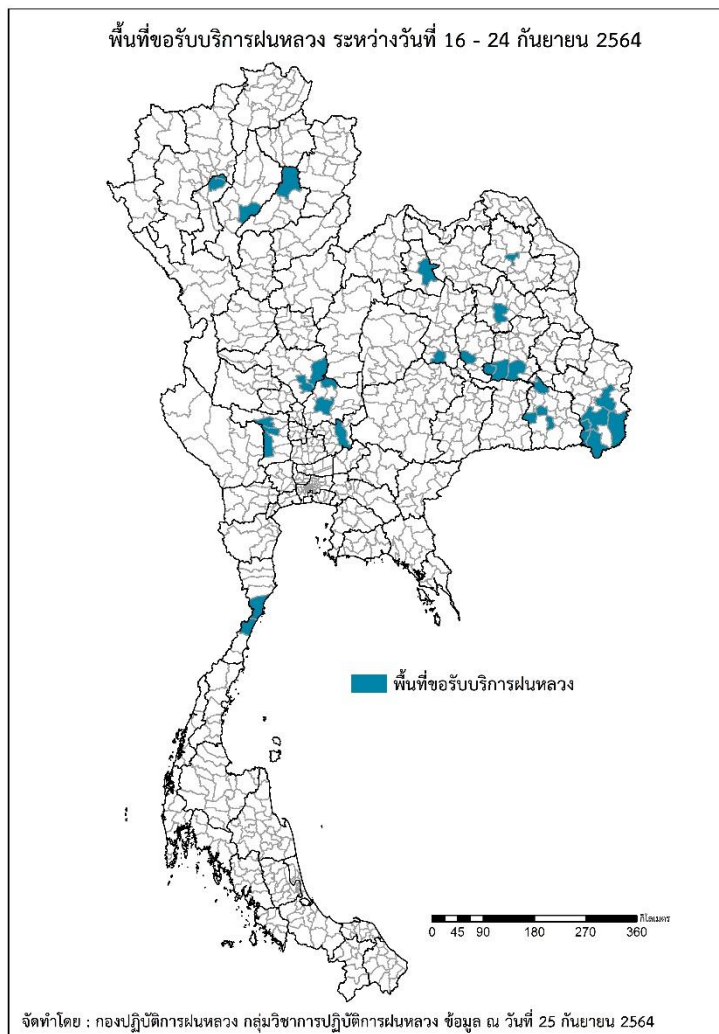 พื้นที่ขอรับบริการฝนหลวง ระหว่างวันที่ 16 - 24 กันยายน 2564
พื้นที่ขอรับบริการฝนหลวง
กิโลเมตร
0 45 90 180 270 360
จัดทำโดย : กองปฏิบัติการฝนหลวง กลุ่มวิชาการปฏิบัติการฝนหลวง ข้อมูล ณ วันที่ 25 กันยายน 2564